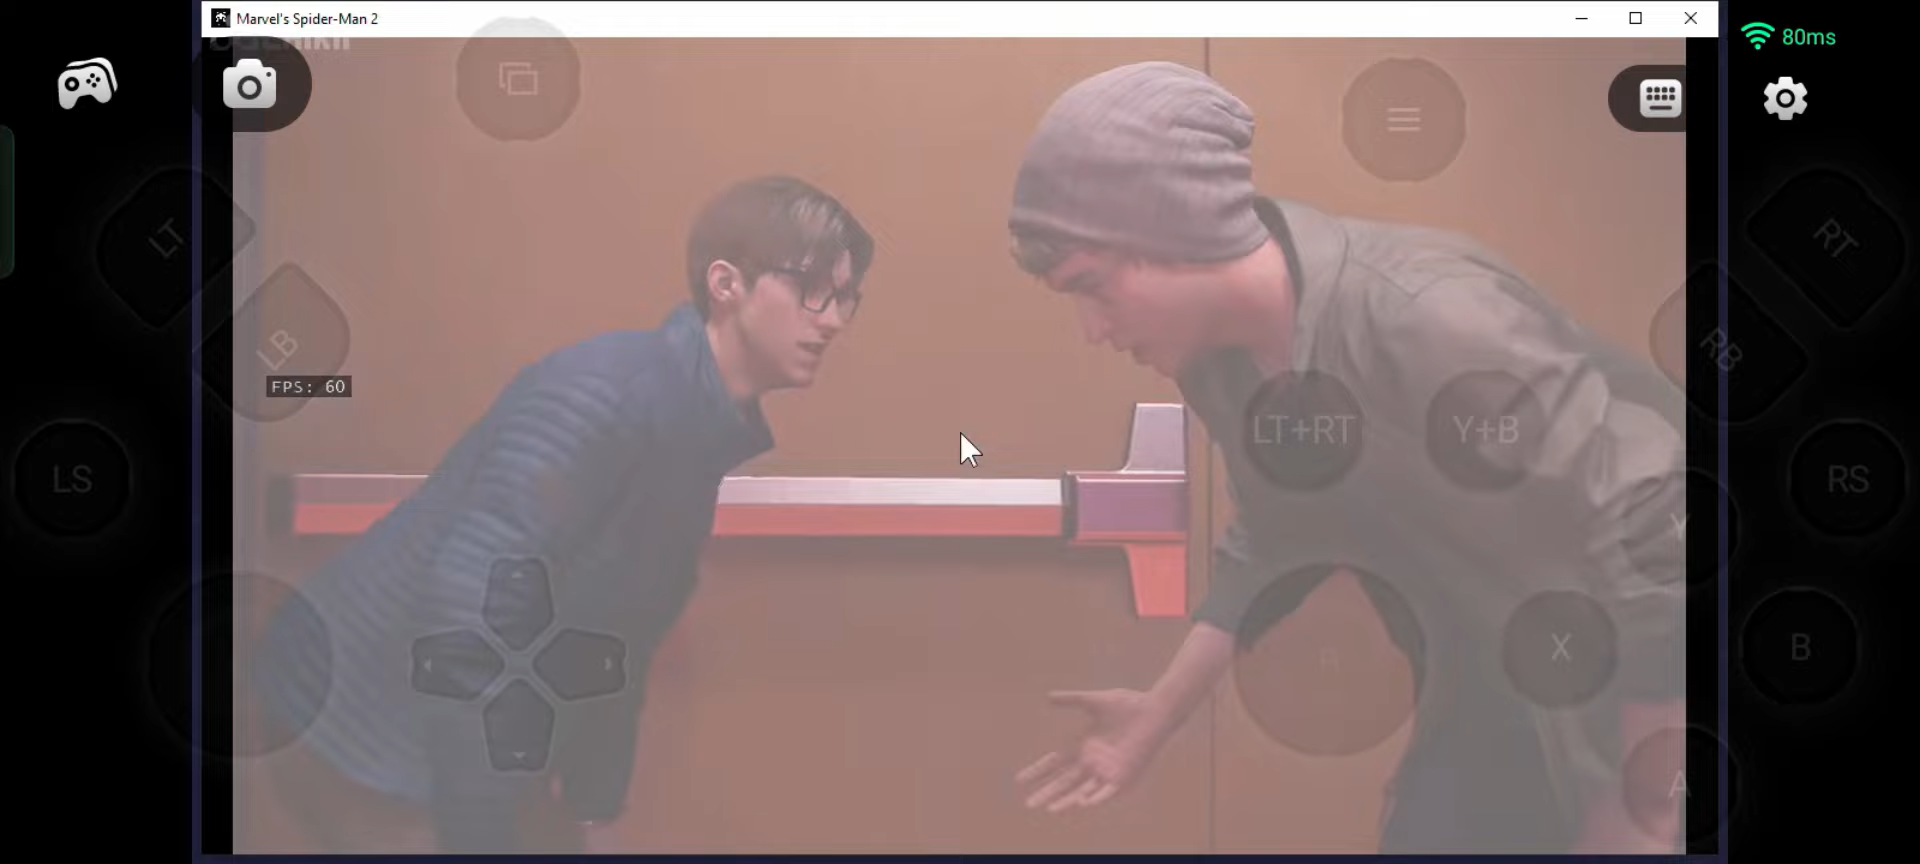 Marvel's Spider-Man 2
80ms
LT
RT
LB
RB
FPS: 60
LT+RT
Y+B
LS
RS
Y
X
B
R
A